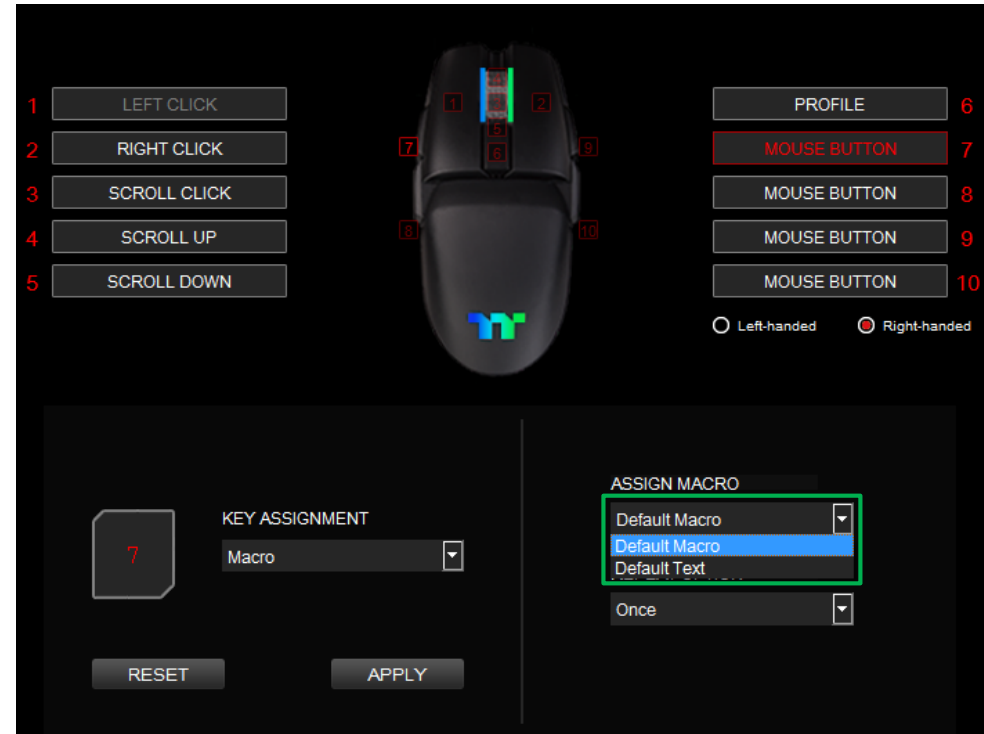 1 LEFT CLICK
2 RIGHT CLICK
3 SCROLL CLICK
4 SCROLL UP
5 SCROLL DOWN
1
2
3
5
6
7
8
9
10
PROFILE 6
MOUSE BUTTON 7
MOUSE BUTTON 8
MOUSE BUTTON 9
MOUSE BUTTON 10
Left-handed Right-handed
7
KEY ASSIGNMENT
Macro
RESET APPLY
ASSIGN MACRO
Default Macro
Default Macro
Default Text
Once